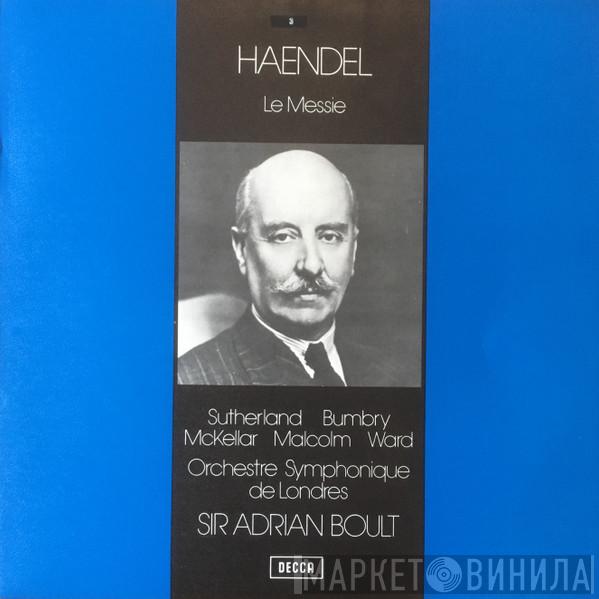 3
HAENDEL
Le Messie
Sutherland Bumbry
McKellar Malcolm Ward
Orchestre Symphonique
de Londres
SIR ADRIAN BOULT
DECCA
МАРКЕТ ВИНИЛА